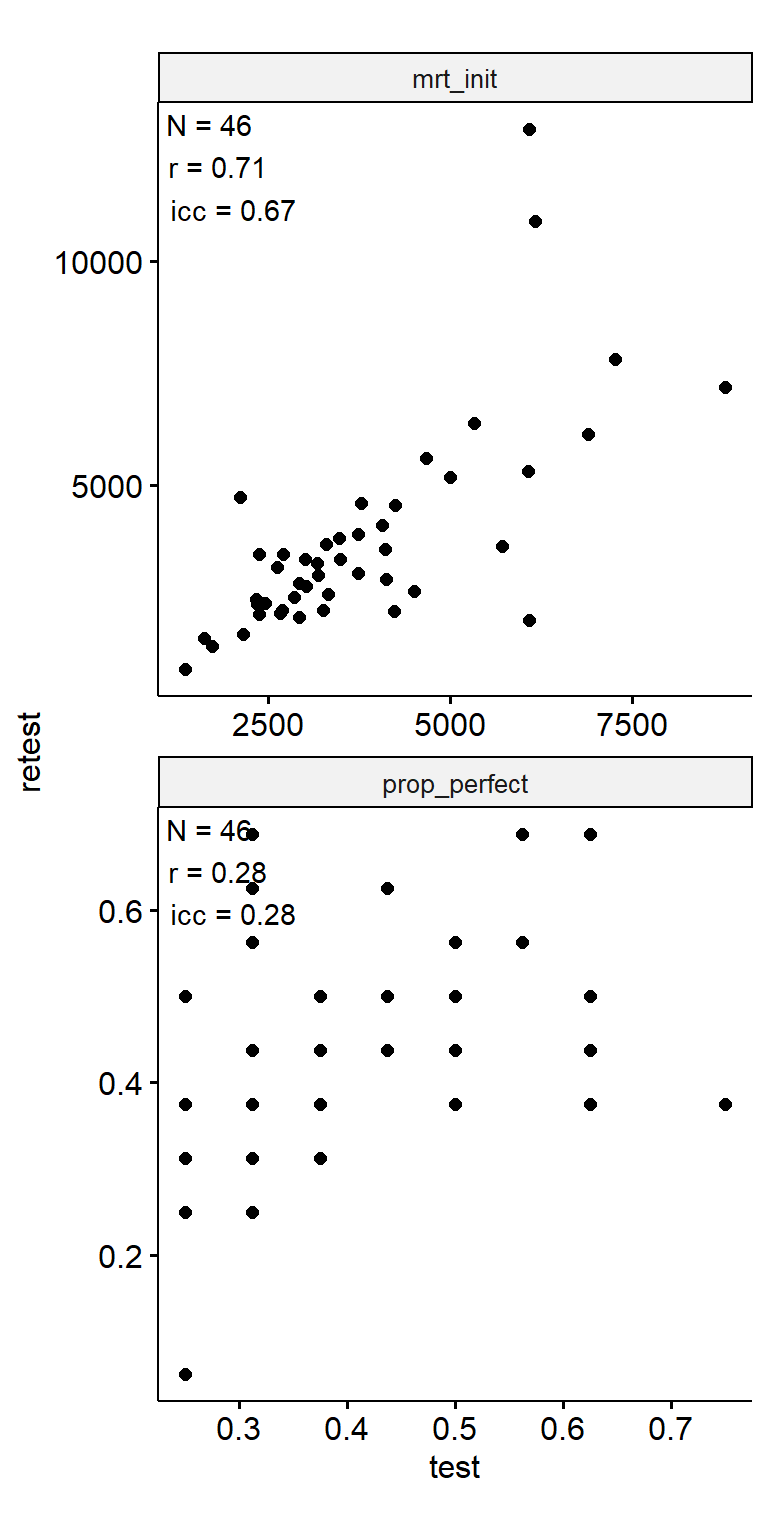 mrt_init
N = 46
r = 0.71
icc = 0.67
10000
5000
2500 5000 7500
retest
prop_perfect
N = 46
r = 0.28
icc = 0.28
0.6
0.4
0.2
0.3 0.4 0.5 0.6 0.7
test